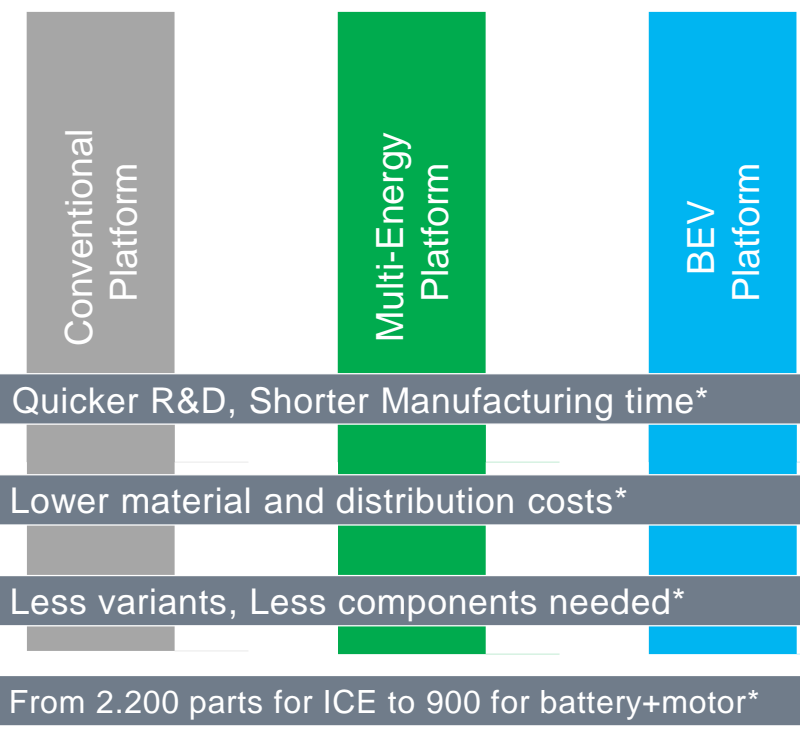 Conventional
Platform
Multi-Energy
Platform
BEV
Platform
Quicker R&D, Shorter Manufacturing time*
Lower material and distribution costs*
Less variants, Less components needed*
From 2.200 parts for ICE to 900 for battery+motor*